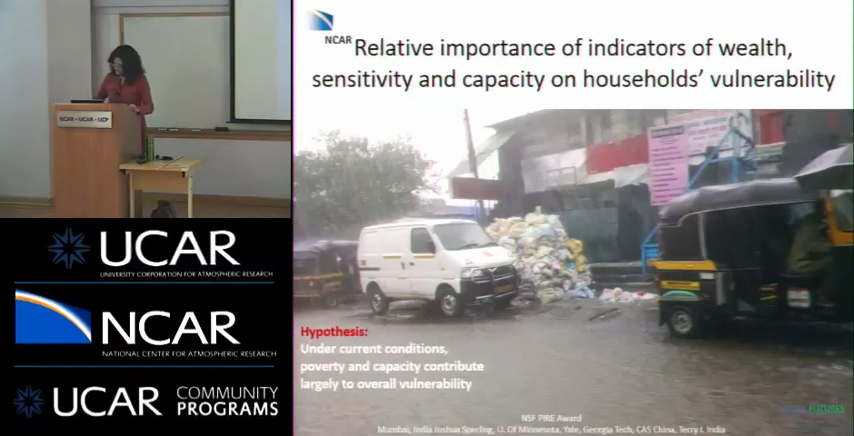 NCAR • UCAR • UCP
UCAR
UNIVERSITY CORPORATION FOR ATMOSPHERIC RESEARCH
NCAR
NATIONAL CENTER FOR ATMOSPHERIC RESEARCH
UCAR COMMUNITY
PROGRAMS
NCAR
Relative importance of indicators of wealth,
sensitivity and capacity on households' vulnerability
Hypothesis:
Under current conditions,
poverty and capacity contribute
largely to overall vulnerability
NSF PIRE Award
Mumbai, India Joshua Sperling, U. Of Minnesota, Yale, Georgia Tech, CAS China, Terry I. India
FUTURES